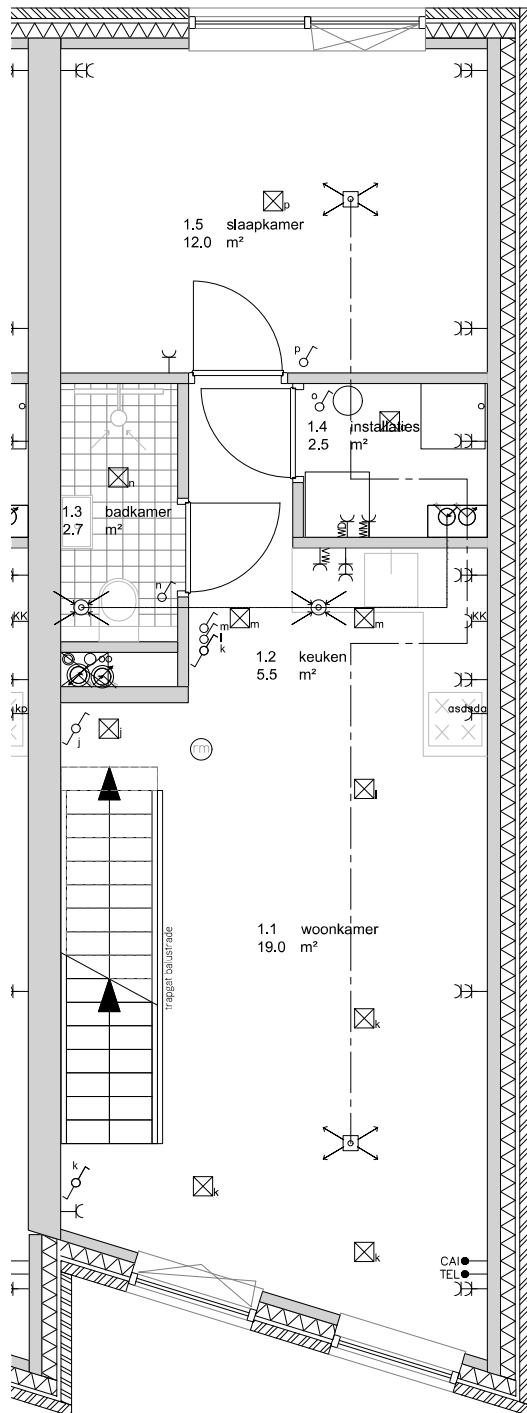 p
1.5 slaapkamer
12.0 m²
p
o
1.4 installaties
2.5 m²
n
1.3 badkamer
2.7 m²
WD
WM
WM
n
KK
m
l
k
m
m
KK
1.2 keuken
5.5 m²
kp
asdsda
j
j
rm
l
trapgat balustrade
1.1 woonkamer
19.0 m²
k
k
k
k
CAI
TEL